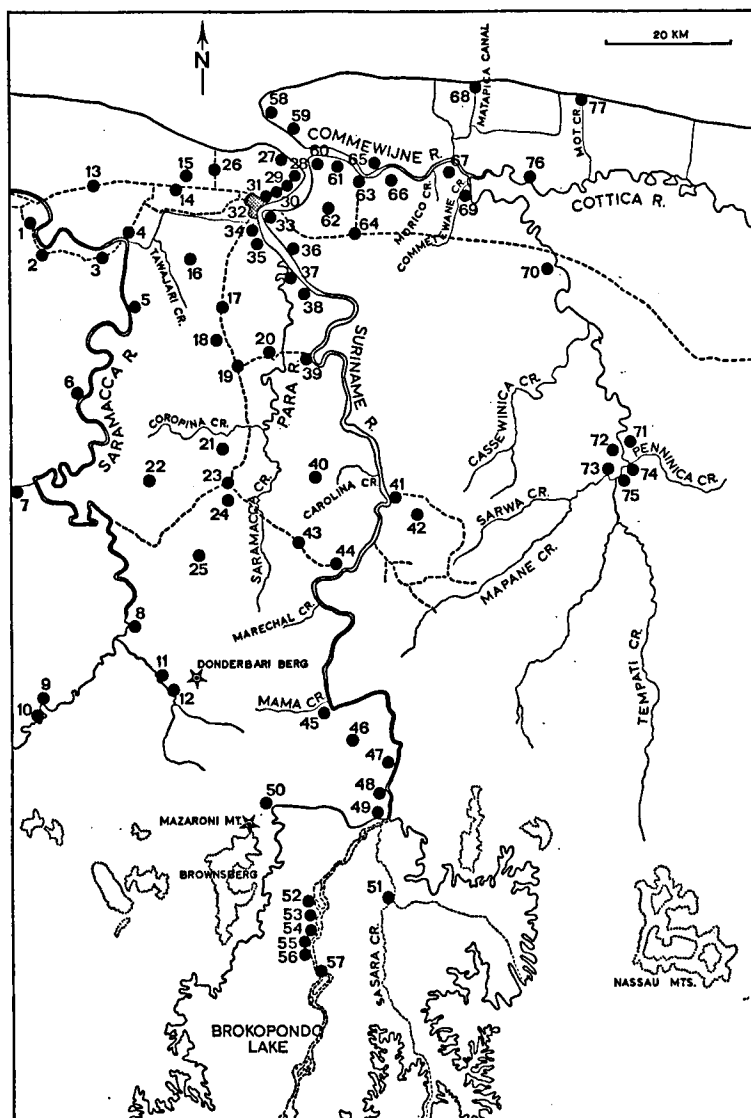 20 KM
N
58
59
68
MATAPICA CANAL
77
MOT CR.
COMMEWIJNE R.
13
15
26
27
28
29
60
61
65
63
66
67
76
14
31
30
32
33
62
64
MORICO CR.
COMMETEWANE CR.
69
COTTICA R.
1
2
3
4
TAWAJARI CR.
16
34
35
36
37
38
70
5
17
18
19
20
39
PARA R.
SURINAME R.
6
SARAMACCA R.
COROPINA CR.
21
CASSEWINICA CR.
72
71
PENNINICA CR.
73
74
75
7
22
23
24
40
CAROLINA CR.
41
42
SARWA CR.
MAPANE CR.
25
SARAMACCA CR.
43
44
MARECHAL CR.
8
11
12
DONDERBARI BERG
9
10
MAMA CR.
45
TEMPATI CR.
46
47
48
49
50
MAZARONI MT.
BROWNSBERG
51
52
53
54
55
56
57
SASARA CR.
NASSAU MTS.
BROKOPONDO
LAKE